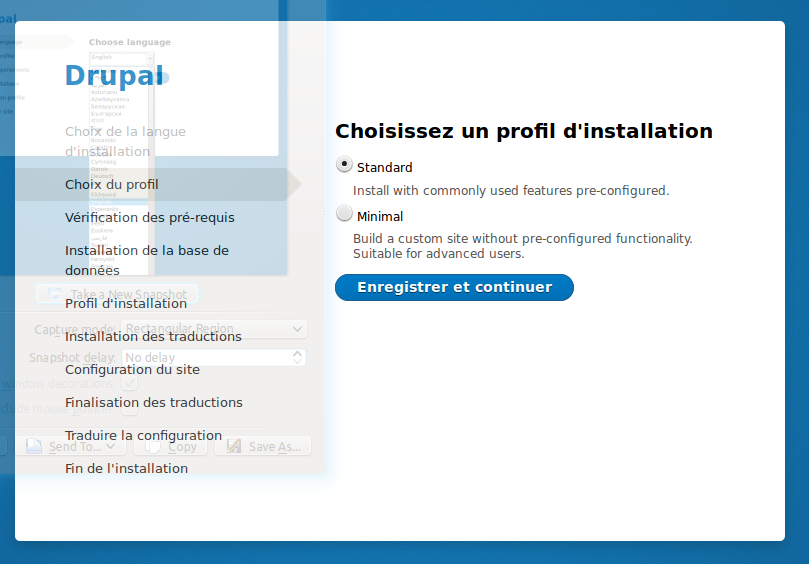 pal
Choose language
English
Drupal
Choix de la langue
d'installation
Choix du profil
Vérification des pré-requis
Installation de la base de
données
Profil d'installation
Installation des traductions
Configuration du site
Finalisation des traductions
Traduire la configuration
Fin de l'installation
Take a New Snapshot
Capture mode: Rectangular Region
Snapshot delay: No delay
window decorations:
Send To...
Copy
Save As...
Choisissez un profil d'installation
Standard
Install with commonly used features pre-configured.
Minimal
Build a custom site without pre-configured functionality.
Suitable for advanced users.
Enregistrer et continuer